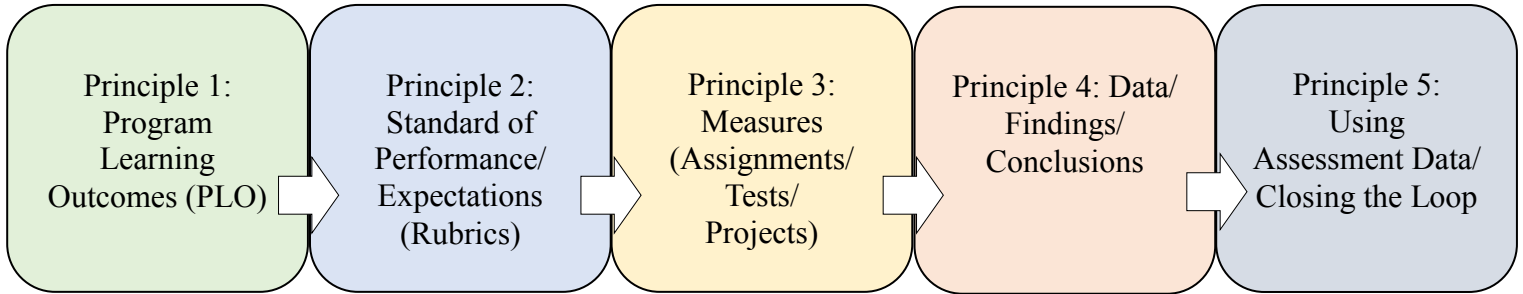 Principle 1:
Program
Learning
Outcomes (PLO)
Principle 2:
Standard of
Performance/
Expectations
(Rubrics)
Principle 3:
Measures
(Assignments/
Tests/
Projects)
Principle 4: Data/
Findings/
Conclusions
Principle 5:
Using
Assessment Data/
Closing the Loop